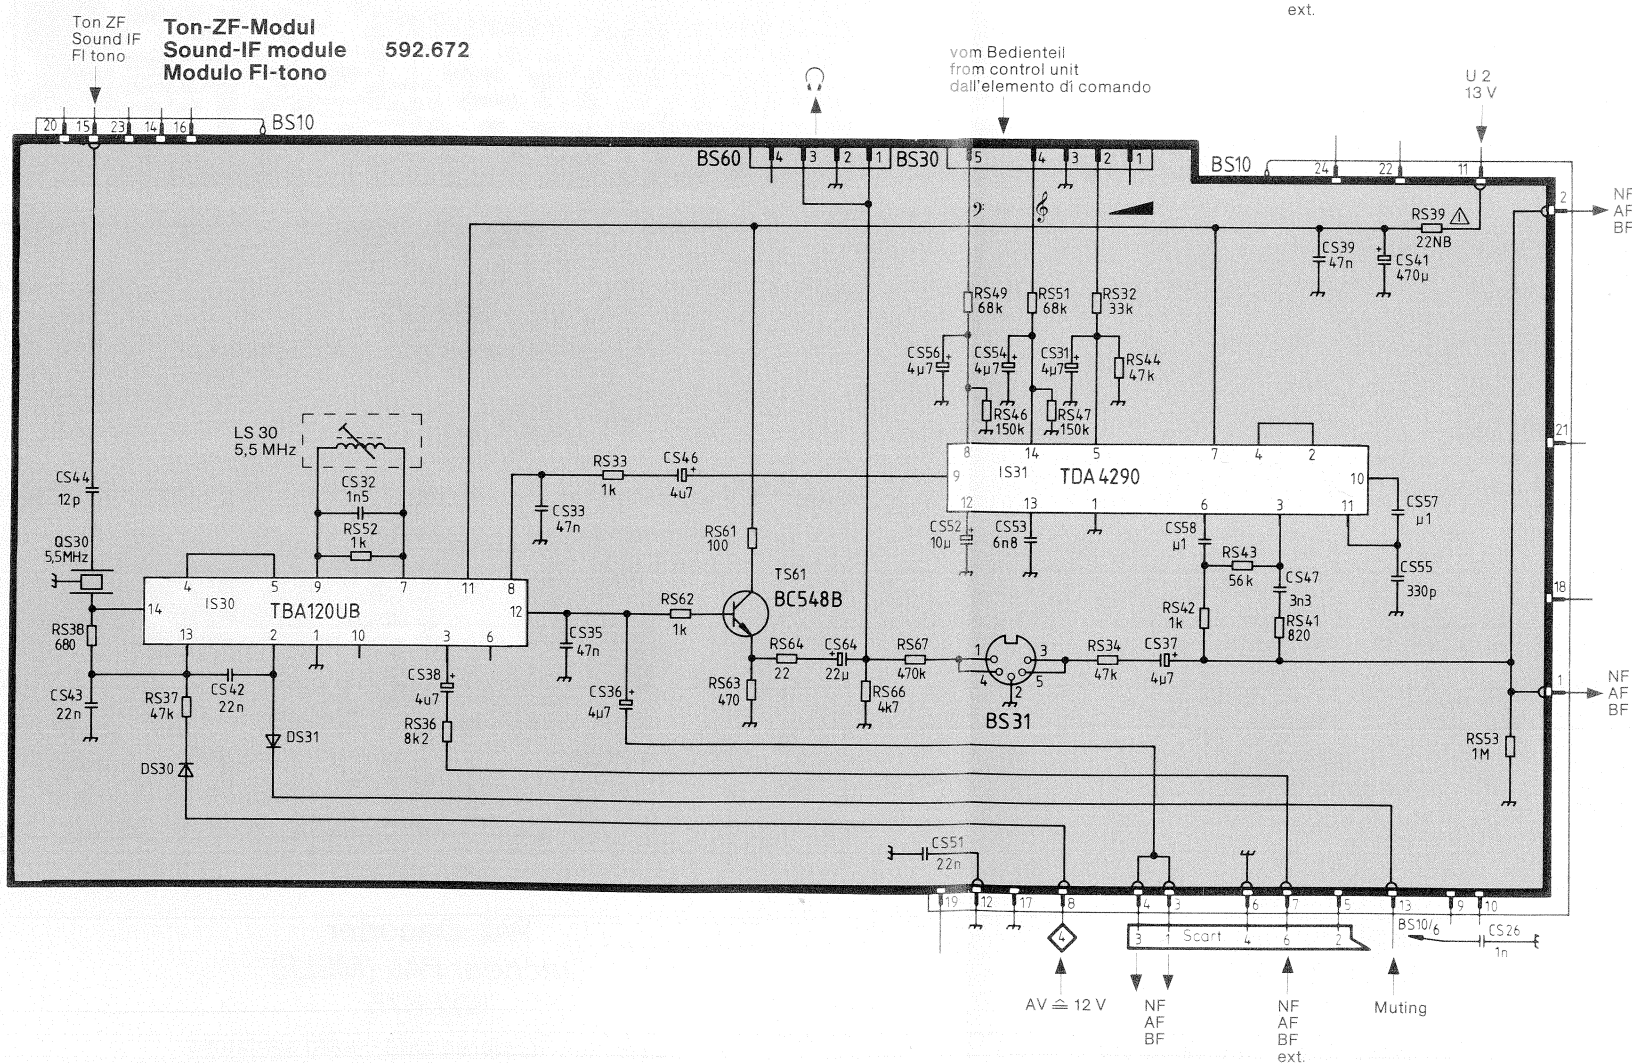 ext.
Ton ZF
Sound IF
FI tono
Ton-ZF-Modul
Sound-IF module 592.672
Modulo FI-tono
vom Bedienteil
from control unit
dall'elemento di comando
U 2
13 V
20 15 23 14 16 BS10
BS60 4 3 2 1 BS30 5 4 3 2 1
BS10 24 22 11
2
NF
AF
BF
RS39
22NB
CS39
47n
CS41
470µ
RS49
68k
RS51
68k
RS32
33k
CS56
4µ7
CS54
4µ7
CS31
4µ7
RS44
47k
RS46
150k
RS47
150k
LS 30
5,5 MHz
CS32
1n5
RS52
1k
CS44
12p
QS30
5,5MHz
RS33
1k
CS46
4u7
CS33
47n
8 14 5 7 4 2
9 IS31 TDA 4290 10
12 13 1 6 3 11
21
CS57
µ1
CS52
10µ
CS53
6n8
CS58
µ1
RS43
56k
CS47
3n3
CS55
330p
18
RS61
100
TS61
BC548B
4 5 9 7 11 8
14 IS30 TBA120UB 12
13 2 1 10 3 6
RS38
680
CS43
22n
RS37
47k
CS42
22n
CS38
4u7
RS36
8k2
CS35
47n
RS62
1k
CS36
4µ7
RS63
470
RS64
22
CS64
22µ
RS67
470k
RS66
4k7
1 3
4 2 5
BS31
RS34
47k
CS37
4µ7
RS42
1k
RS41
820
1
NF
AF
BF
RS53
1M
DS31
DS30
CS51
22n
19 12 17 8 4 3 6 7 5 13 9 10
4
3 1 Scart 4 6 2
BS10/6
CS26
1n
AV ≙ 12 V
NF
AF
BF
NF
AF
BF
ext.
Muting